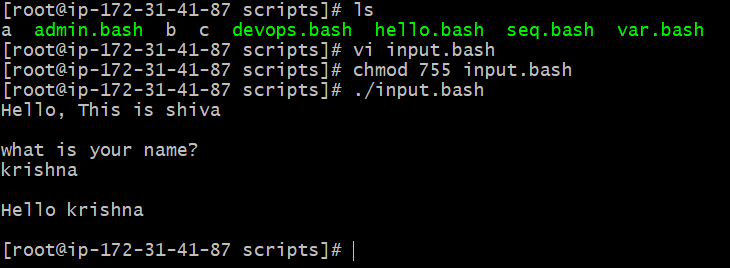 [root@ip-172-31-41-87 scripts]# ls
a  admin.bash  b  c  devops.bash  hello.bash  seq.bash  var.bash
[root@ip-172-31-41-87 scripts]# vi input.bash
[root@ip-172-31-41-87 scripts]# chmod 755 input.bash
[root@ip-172-31-41-87 scripts]# ./input.bash
Hello, This is shiva
what is your name?
krishna
Hello krishna
[root@ip-172-31-41-87 scripts]#